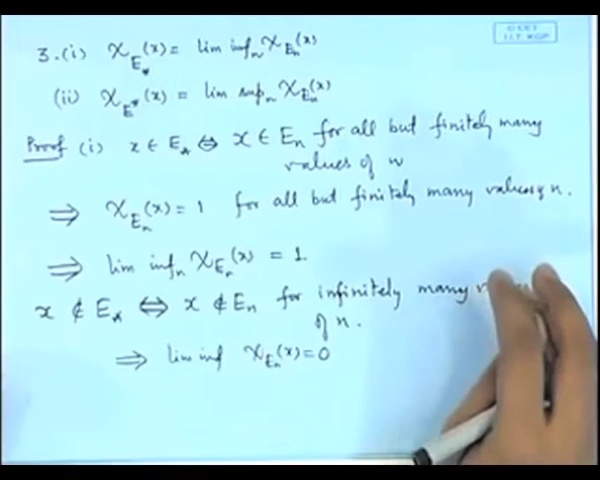 © CET
I.I.T. KGP
3. (i) χ_{E_*}(x) = lim inf_n χ_{E_n}(x)
(ii) χ_{E^*}(x) = lim sup_n χ_{E_n}(x)
Proof (i) x ∈ E_* ⇔ x ∈ E_n for all but finitely many
values of n
⇒ χ_{E_n}(x) = 1 for all but finitely many values of n.
⇒ lim inf_n χ_{E_n}(x) = 1
x ∉ E_* ⇔ x ∉ E_n for infinitely many
of n.
⇒ lim inf χ_{E_n}(x) = 0